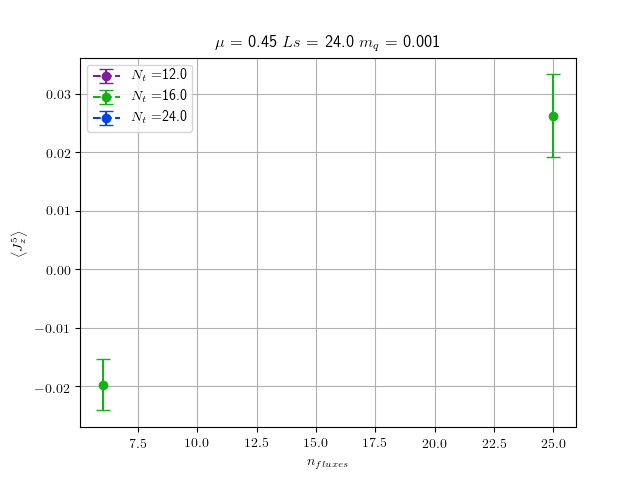 μ = 0.45 Ls = 24.0 m_q = 0.001
N_t =12.0
N_t =16.0
N_t =24.0
0.03
0.02
0.01
0.00
−0.01
−0.02
⟨J_z^5⟩
7.5 10.0 12.5 15.0 17.5 20.0 22.5 25.0
n_{fluxes}